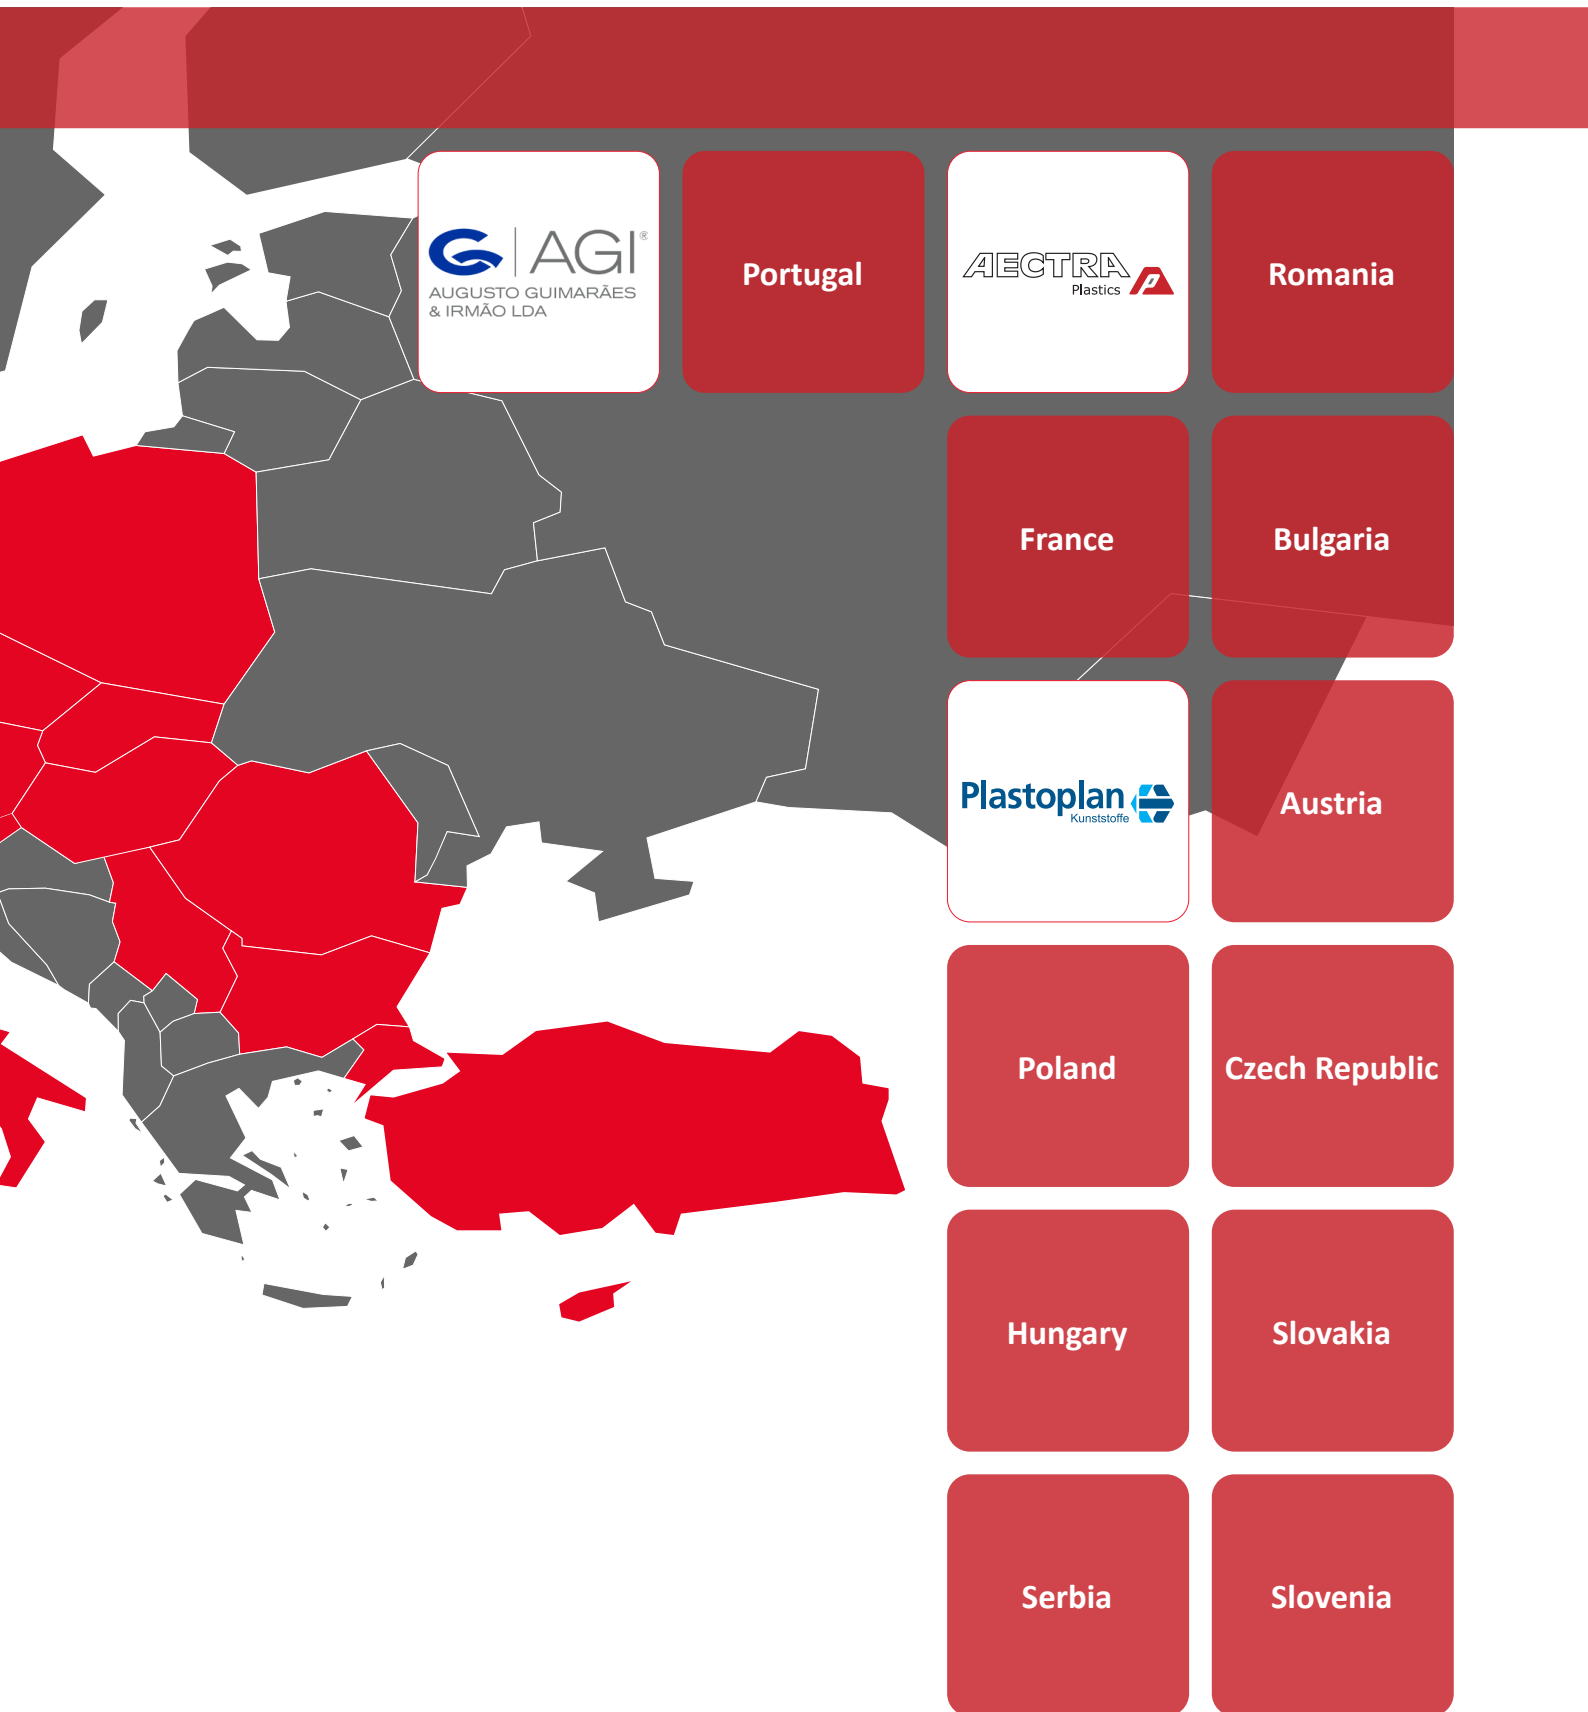 AGI®
AUGUSTO GUIMARÃES
& IRMÃO LDA
Portugal
AECTRA
Plastics
Romania
France
Bulgaria
Plastoplan
Kunststoffe
Austria
Poland
Czech Republic
Hungary
Slovakia
Serbia
Slovenia